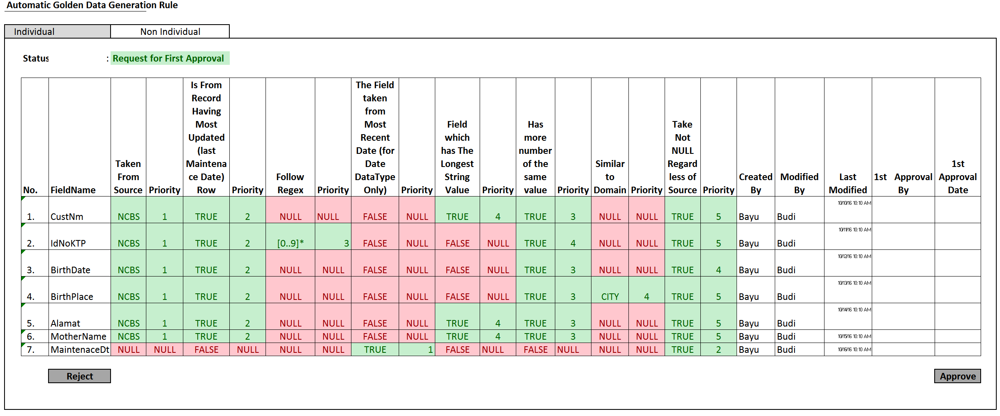 Automatic Golden Data Generation Rule
Individual Non Individual
Status : Request for First Approval
No. FieldName Taken From Source Priority Is From Record Having Most Updated (last Maintenace Date) Row Priority Follow Regex Priority The Field taken from Most Recent Date (for Date DataType Only) Priority Field which has The Longest String Value Priority Has more number of the same value Priority Similar to Domain Priority Take Not NULL Regardless of Source Priority Created By Modified By Last Modified 1st Approval By 1st Approval Date
1. CustNm NCBS 1 TRUE 2 NULL NULL FALSE NULL TRUE 4 TRUE 3 NULL NULL TRUE 5 Bayu Budi 10/10/16 10:10 AM
2. IdNoKTP NCBS 1 TRUE 2 [0..9]* 3 FALSE NULL FALSE NULL TRUE 4 NULL NULL TRUE 5 Bayu Budi 10/11/16 10:10 AM
3. BirthDate NCBS 1 TRUE 2 NULL NULL FALSE NULL FALSE NULL TRUE 3 NULL NULL TRUE 4 Bayu Budi 10/12/16 10:10 AM
4. BirthPlace NCBS 1 TRUE 2 NULL NULL FALSE NULL FALSE NULL TRUE 3 CITY 4 TRUE 5 Bayu Budi 10/13/16 10:10 AM
5. Alamat NCBS 1 TRUE 2 NULL NULL FALSE NULL TRUE 4 TRUE 3 NULL NULL TRUE 5 Bayu Budi 10/14/16 10:10 AM
6. MotherName NCBS 1 TRUE 2 NULL NULL FALSE NULL TRUE 4 TRUE 3 NULL NULL TRUE 5 Bayu Budi 10/15/16 10:10 AM
7. MaintenaceDt NULL NULL FALSE NULL NULL NULL TRUE 1 FALSE NULL FALSE NULL NULL NULL TRUE 2 Bayu Budi 10/16/16 10:10 AM
Reject Approve